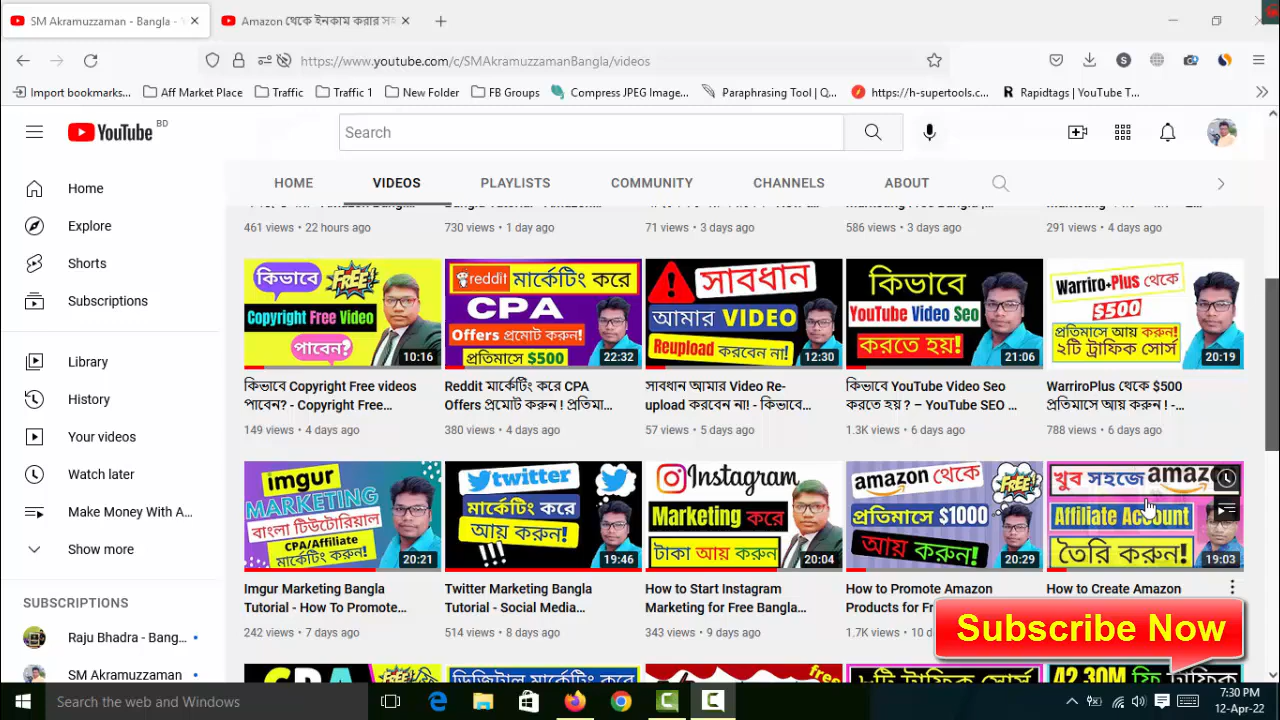 SM Akramuzzaman - Bangla -
Amazon থেকে ইনকাম করার সহ
https://www.youtube.com/c/SMAkramuzzamanBangla/videos
Import bookmarks...
Aff Market Place
Traffic
Traffic 1
New Folder
FB Groups
Compress JPEG Image...
Paraphrasing Tool | Q...
https://h-supertools.c...
Rapidtags | YouTube T...
YouTube BD
Search
HOME
VIDEOS
PLAYLISTS
COMMUNITY
CHANNELS
ABOUT
Home
Explore
Shorts
Subscriptions
Library
History
Your videos
Watch later
Make Money With A...
Show more
SUBSCRIPTIONS
Raju Bhadra - Bang...
SM Akramuzzaman
461 views • 22 hours ago
730 views • 1 day ago
71 views • 3 days ago
586 views • 3 days ago
291 views • 4 days ago
কিভাবে FREE!
Copyright Free Video
পাবেন?
10:16
reddit মার্কেটিং করে
CPA
Offers প্রমোট করুন!
প্রতিমাসে $500
22:32
সাবধান
আমার VIDEO
Reupload করবেন না!
12:30
কিভাবে
YouTube Video Seo
করতে হয়!
21:06
Warriro+Plus থেকে
$500
প্রতিমাসে আয় করুন!
২টি ট্রাফিক সোর্স
20:19
কিভাবে Copyright Free videos
পাবেন? - Copyright Free...
149 views • 4 days ago
Reddit মার্কেটিং করে CPA
Offers প্রমোট করুন ! প্রতিমা...
380 views • 4 days ago
সাবধান আমার Video Re-
upload করবেন না! - কিভাবে...
57 views • 5 days ago
কিভাবে YouTube Video Seo
করতে হয় ? – YouTube SEO ...
1.3K views • 6 days ago
WarriroPlus থেকে $500
প্রতিমাসে আয় করুন ! -...
788 views • 6 days ago
imgur
MARKETING
বাংলা টিউটোরিয়াল
CPA/Affiliate
মার্কেটিং করুন!
20:21
twitter
মার্কেটিং করে
আয় করুন!
!!!
19:46
Instagram
Marketing করে
টাকা আয় করুন
20:04
amazon থেকে FREE!
প্রতিমাসে $1000
আয় করুন!
20:29
খুব সহজে amazon
Affiliate Account
তৈরি করুন!
19:03
Imgur Marketing Bangla
Tutorial - How To Promote...
242 views • 7 days ago
Twitter Marketing Bangla
Tutorial - Social Media...
514 views • 8 days ago
How to Start Instagram
Marketing for Free Bangla...
343 views • 9 days ago
How to Promote Amazon
Products for Fr
1.7K views • 10 d
How to Create Amazon
Subscribe Now
CPA
ডিজিটাল মার্কেটিং
free
৮টি ট্রাফিক সোর্স
42.30M ফ্রি
Search the web and Windows
7:30 PM
12-Apr-22